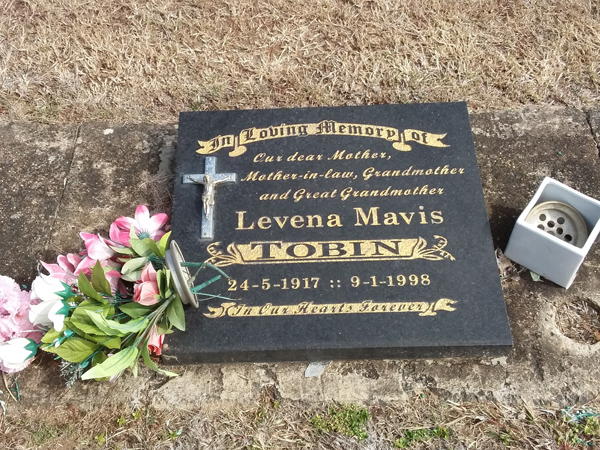 In Loving Memory of
Our dear Mother,
Mother-in-law, Grandmother
and Great Grandmother
Levena Mavis
TOBIN
24-5-1917 :: 9-1-1998
In Our Hearts Forever